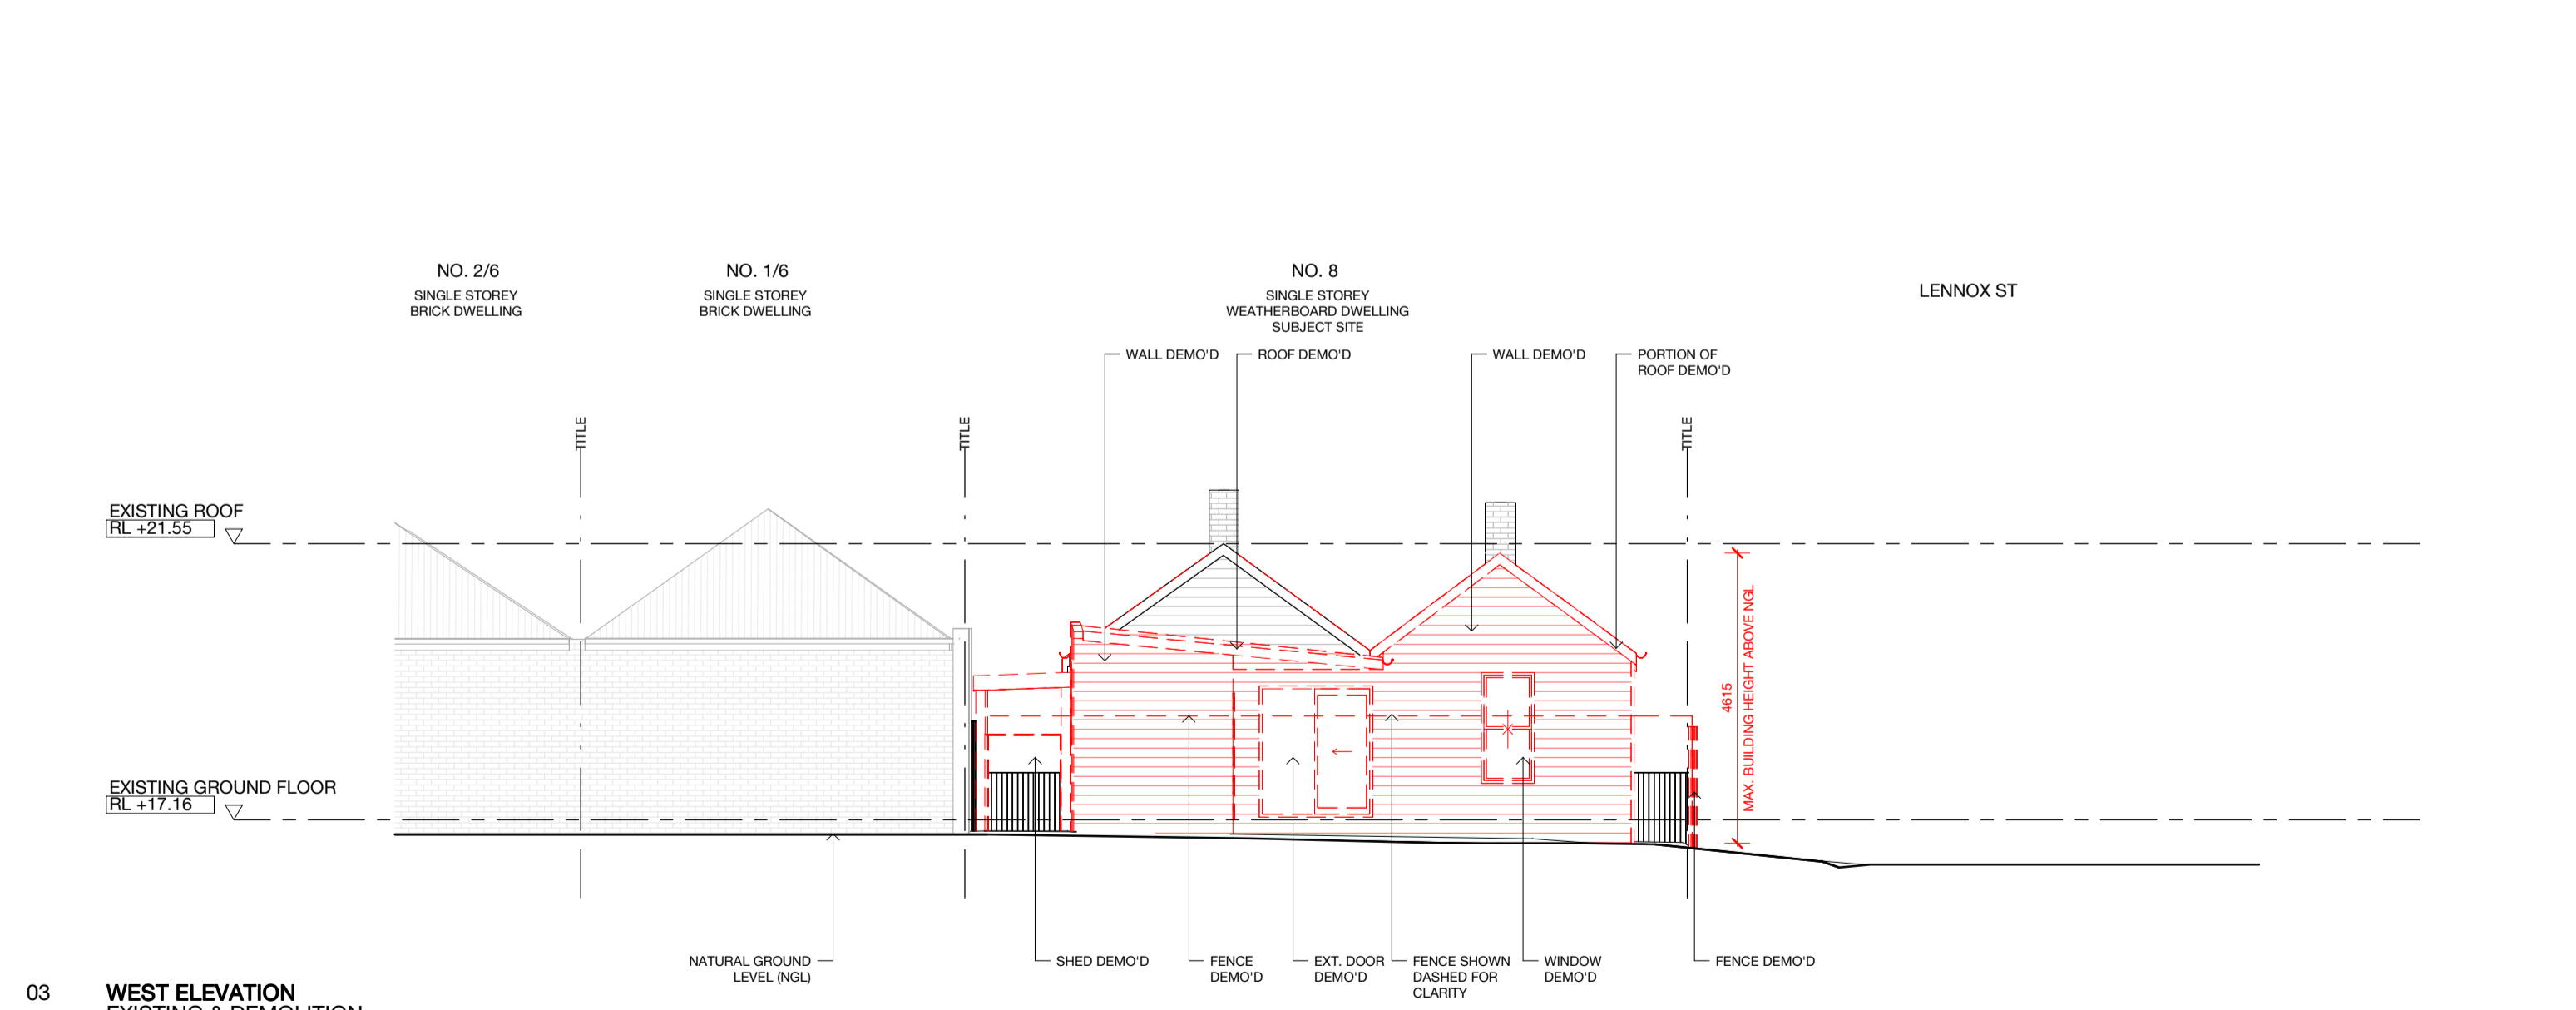 NO. 2/6
SINGLE STOREY
BRICK DWELLING
NO. 1/6
SINGLE STOREY
BRICK DWELLING
NO. 8
SINGLE STOREY
WEATHERBOARD DWELLING
SUBJECT SITE
LENNOX ST
WALL DEMO'D
ROOF DEMO'D
WALL DEMO'D
PORTION OF
ROOF DEMO'D
TITLE
TITLE
TITLE
EXISTING ROOF
RL +21.55
4615
MAX. BUILDING HEIGHT ABOVE NGL
EXISTING GROUND FLOOR
RL +17.16
NATURAL GROUND
LEVEL (NGL)
SHED DEMO'D
FENCE
DEMO'D
EXT. DOOR
DEMO'D
FENCE SHOWN
DASHED FOR
CLARITY
WINDOW
DEMO'D
FENCE DEMO'D
03
WEST ELEVATION
EXISTING & DEMOLITION